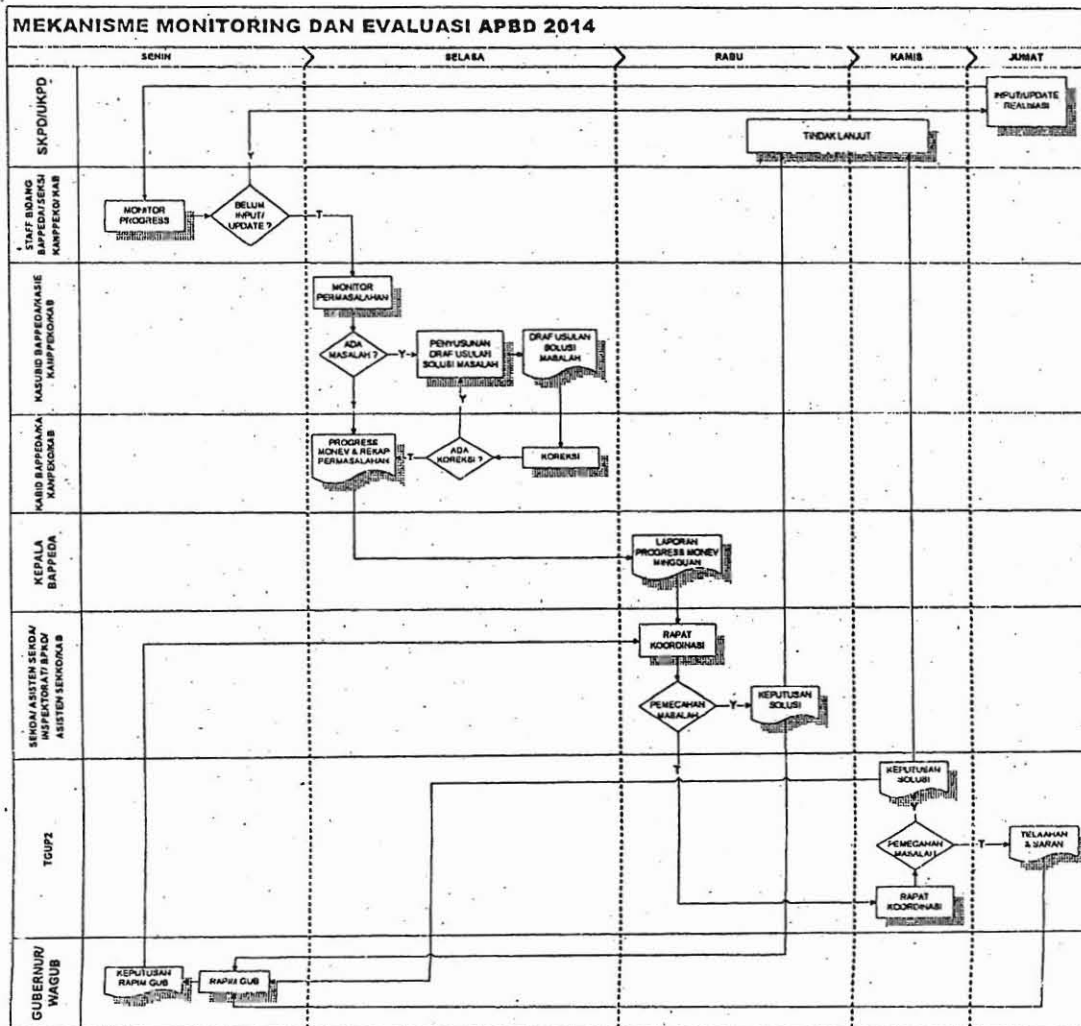 MEKANISME MONITORING DAN EVALUASI APBD 2014
SENIN
SELASA
RABU
KAMIS
JUMAT
SKPD/UKPD
INPUT/UPDATE
REALISASI
TINDAK LANJUT
Y
STAFF BIDANG
BAPPEDA/SEKSI
KANPPEKO/KAB
MONITOR
PROGRESS
BELUM
INPUT/
UPDATE ?
T
KASUBID BAPPEDA/KASIE
KANPPEKO/KAB
MONITOR
PERMASALAHAN
ADA
MASALAH ?
Y
PENYUSUNAN
DRAF USULAN
SOLUSI MASALAH
DRAF USULAN
SOLUSI
MASALAH
T
Y
KABID BAPPEDA/KA
KANPEKO/KAB
PROGRESS
MONEV & REKAP
PERMASALAHAN
T
ADA
KOREKSI ?
KOREKSI
KEPALA
BAPPEDA
LAPORAN
PROGRESS MONEV
MINGGUAN
SEKDA/ ASISTEN SEKDA/
INSPEKTORAT/ BPKD/
ASISTEN SEKKO/KAB
RAPAT
KOORDINASI
PEMECAHAN
MASALAH
Y
KEPUTUSAN
SOLUSI
T
TGUP2
KEPUTUSAN
SOLUSI
Y
PEMECAHAN
MASALAH
T
TELAAHAN
& SARAN
RAPAT
KOORDINASI
GUBERNUR/
WAGUB
KEPUTUSAN
RAPIM GUB
RAPIM GUB